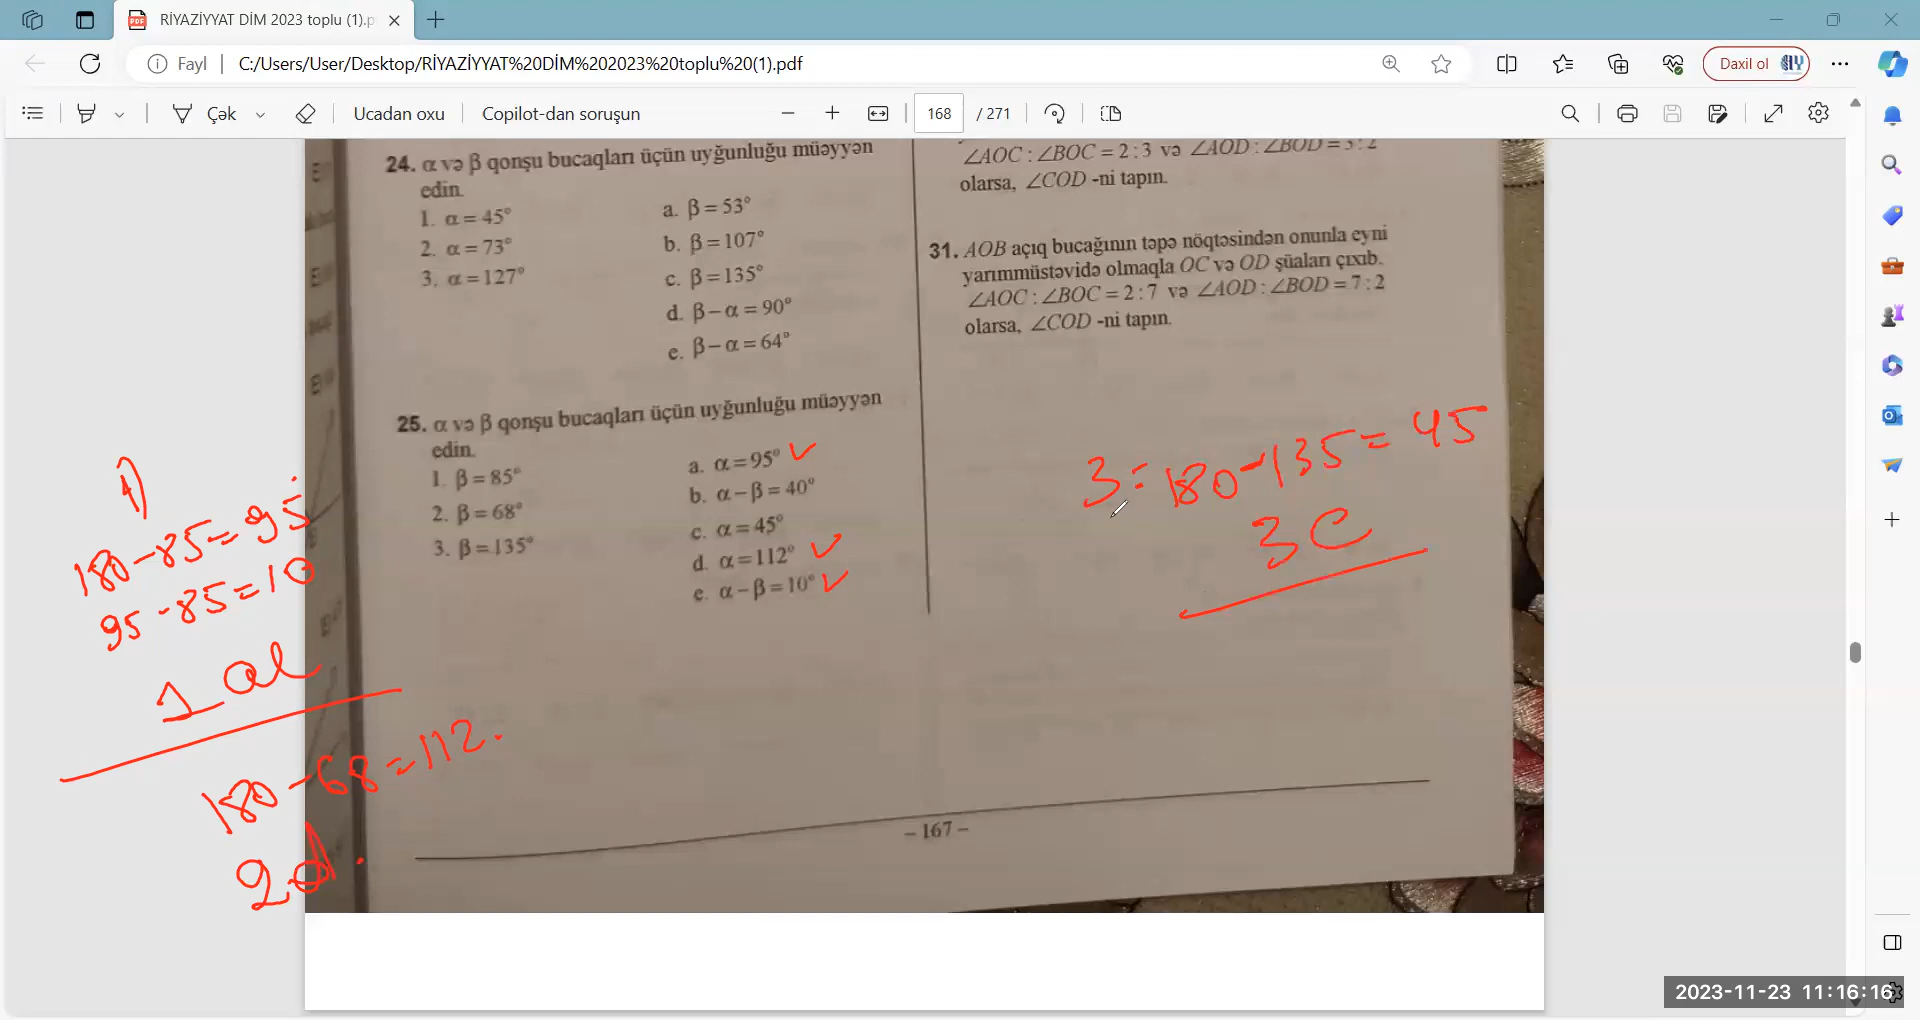 RİYAZİYYAT DİM 2023 toplu (1).p
Fayl
C:/Users/User/Desktop/RİYAZİYYAT%20DİM%202023%20toplu%20(1).pdf
Daxil ol
Çək
Ucadan oxu
Copilot-dan soruşun
168 / 271
24. α və β qonşu bucaqları üçün uyğunluğu müəyyən
edin.
1. α = 45°
2. α = 73°
3. α = 127°
a. β = 53°
b. β = 107°
c. β = 135°
d. β − α = 90°
e. β − α = 64°
25. α və β qonşu bucaqları üçün uyğunluğu müəyyən
edin.
1. β = 85°
2. β = 68°
3. β = 135°
a. α = 95°
b. α − β = 40°
c. α = 45°
d. α = 112°
e. α − β = 10°
∠AOC : ∠BOC = 2 : 3 və ∠AOD : ∠BOD = 3 : 2
olarsa, ∠COD -ni tapın.
31. AOB açıq bucağının təpə nöqtəsindən onunla eyni
yarımmüstəvidə olmaqla OC və OD şüaları çıxıb.
∠AOC : ∠BOC = 2 : 7 və ∠AOD : ∠BOD = 7 : 2
olarsa, ∠COD -ni tapın.
1)
180-85=95
95-85=10
1 ae
180-68=112.
2d.
3: 180-135=45
3 C
– 167 –
2023-11-23 11:16:16